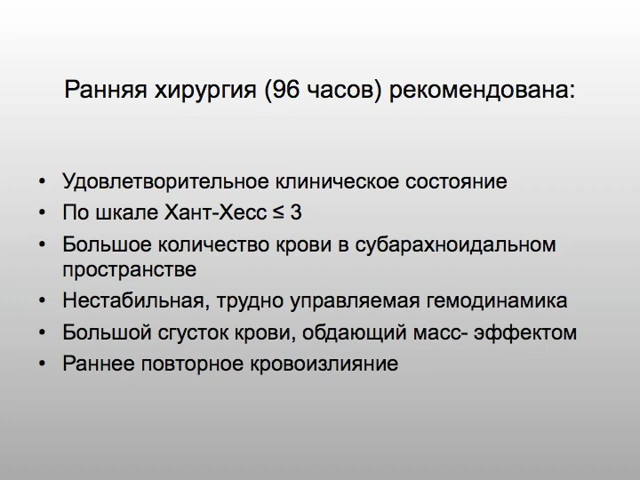 Ранняя хирургия (96 часов) рекомендована:
• Удовлетворительное клиническое состояние
• По шкале Хант-Хесс ≤ 3
• Большое количество крови в субарахноидальном
пространстве
• Нестабильная, трудно управляемая гемодинамика
• Большой сгусток крови, обдающий масс- эффектом
• Раннее повторное кровоизлияние